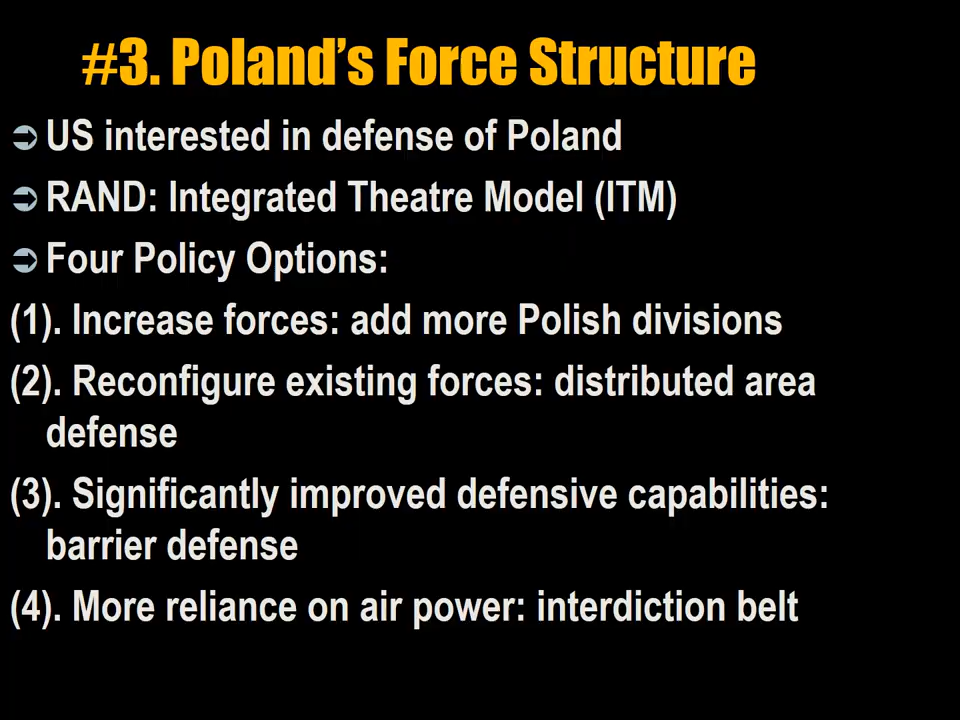 #3. Poland’s Force Structure
➲ US interested in defense of Poland
➲ RAND: Integrated Theatre Model (ITM)
➲ Four Policy Options:
(1). Increase forces: add more Polish divisions
(2). Reconfigure existing forces: distributed area
defense
(3). Significantly improved defensive capabilities:
barrier defense
(4). More reliance on air power: interdiction belt